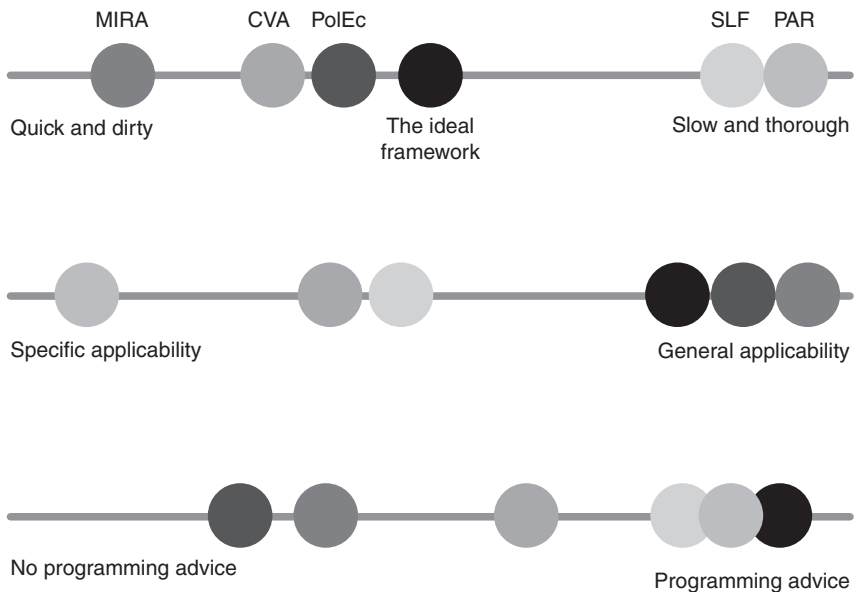 MIRA CVA PolEc SLF PAR
Quick and dirty
The ideal
framework
Slow and thorough
Specific applicability
General applicability
No programming advice
Programming advice